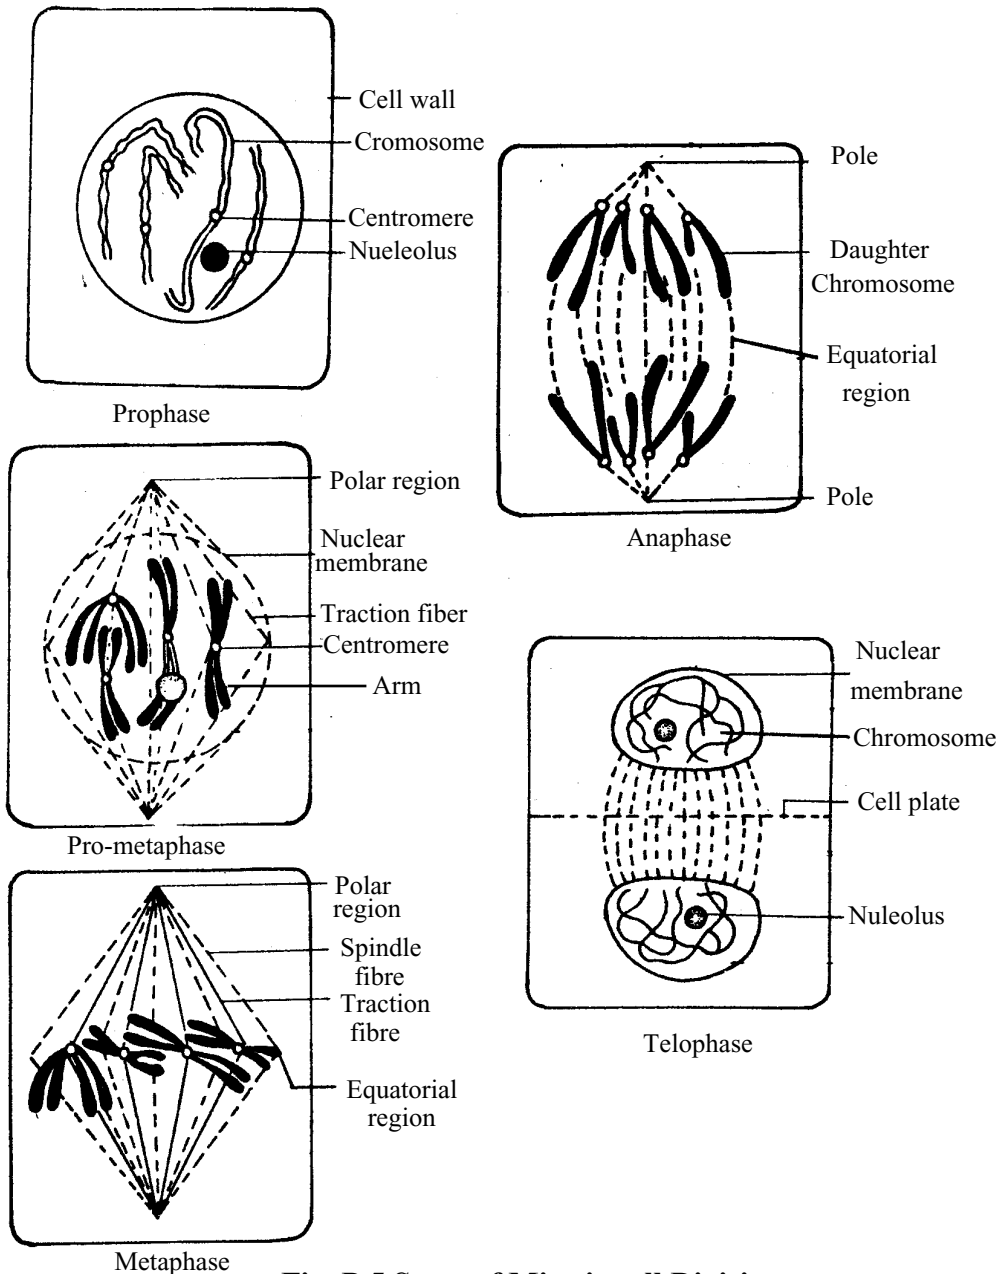 Cell wall
Cromosome
Centromere
Nueleolus
Prophase
Polar region
Nuclear
membrane
Traction fiber
Centromere
Arm
Pro-metaphase
Polar
region
Spindle
fibre
Traction
fibre
Equatorial
region
Metaphase
Pole
Daughter
Chromosome
Equatorial
region
Pole
Anaphase
Nuclear
membrane
Chromosome
Cell plate
Nuleolus
Telophase